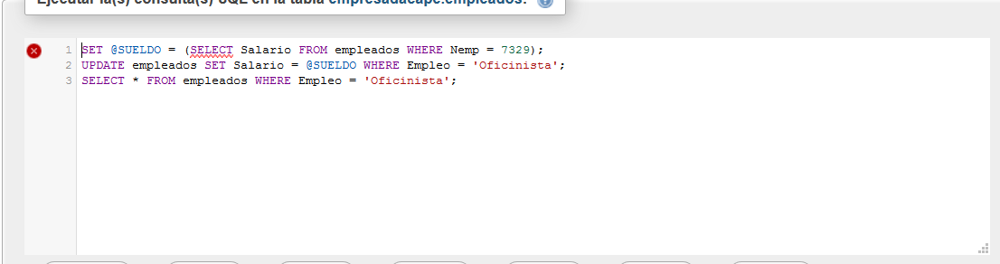 Ejecutar la(s) consulta(s) SQL en la tabla empresadacapc.empleados:
1 SET @SUELDO = (SELECT Salario FROM empleados WHERE Nemp = 7329);
2 UPDATE empleados SET Salario = @SUELDO WHERE Empleo = 'Oficinista';
3 SELECT * FROM empleados WHERE Empleo = 'Oficinista';